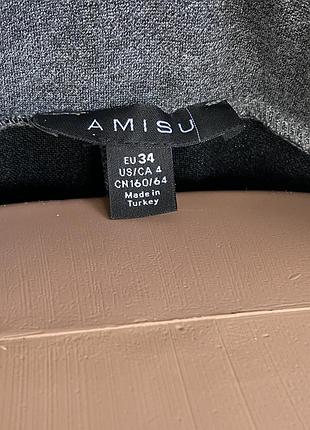 AMISU
EU 34
US/CA 4
CN160/64
Made in
Turkey